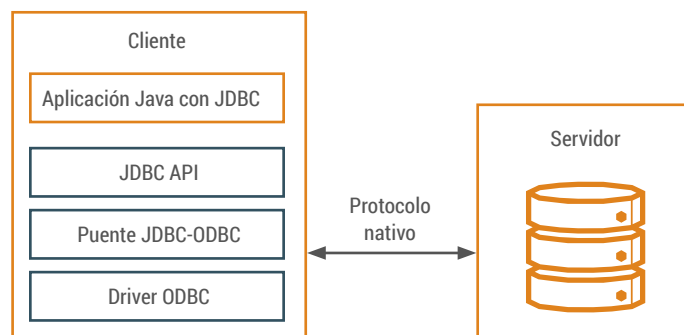 Cliente
Aplicación Java con JDBC
JDBC API
Puente JDBC-ODBC
Driver ODBC
Protocolo
nativo
Servidor